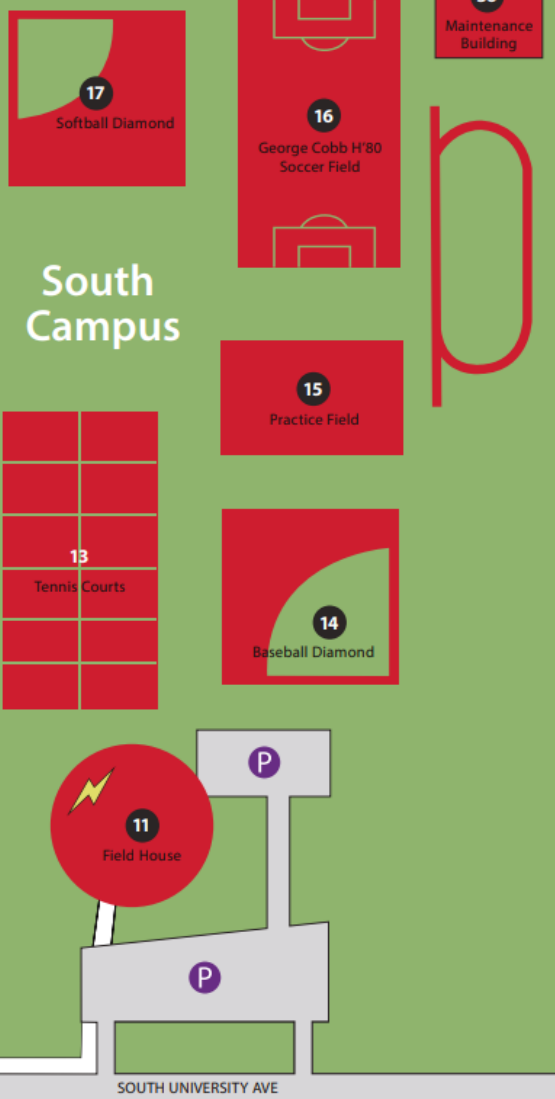 Maintenance
Building
17
Softball Diamond
16
George Cobb H'80
Soccer Field
South
Campus
15
Practice Field
13
Tennis Courts
14
Baseball Diamond
P
11
Field House
P
SOUTH UNIVERSITY AVE